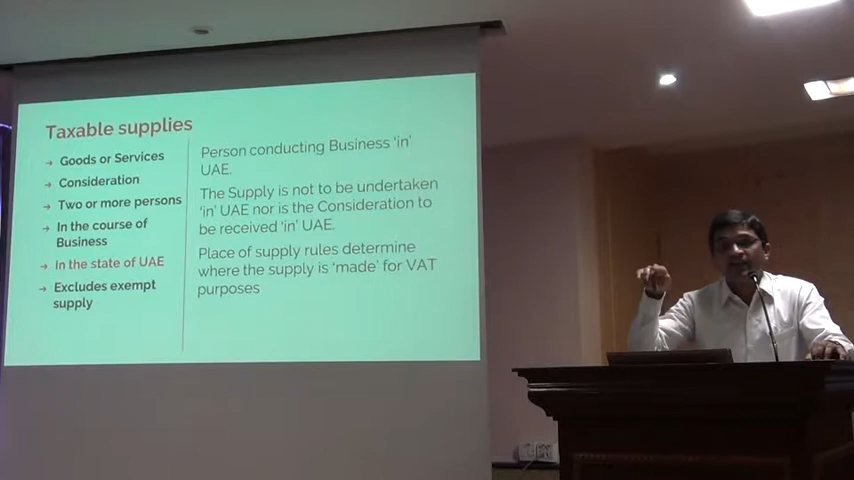 Taxable supplies
→ Goods or Services
→ Consideration
→ Two or more persons
→ In the course of
Business
→ In the state of UAE
→ Excludes exempt
supply
Person conducting Business 'in'
UAE.
The Supply is not to be undertaken
'in' UAE nor is the Consideration to
be received 'in' UAE.
Place of supply rules determine
where the supply is 'made' for VAT
purposes